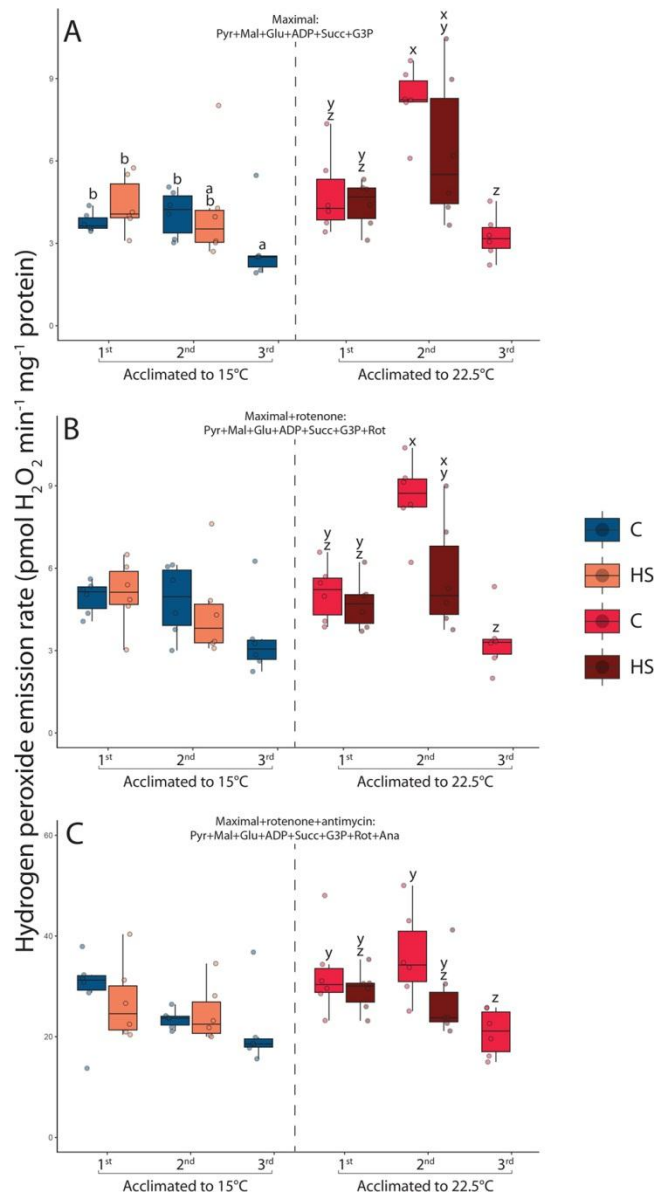 A
Maximal:
Pyr+Mal+Glu+ADP+Succ+G3P
9
6
3
0
b
b
b
a
b
a
y
z
y
z
x
x
y
z
1st
2nd
3rd
1st
2nd
3rd
Acclimated to 15°C
Acclimated to 22.5°C
B
Maximal+rotenone:
Pyr+Mal+Glu+ADP+Succ+G3P+Rot
9
6
3
0
y
z
y
z
x
x
y
z
1st
2nd
3rd
1st
2nd
3rd
Acclimated to 15°C
Acclimated to 22.5°C
C
Maximal+rotenone+antimycin:
Pyr+Mal+Glu+ADP+Succ+G3P+Rot+Ana
60
40
20
0
y
y
z
y
y
z
z
1st
2nd
3rd
1st
2nd
3rd
Acclimated to 15°C
Acclimated to 22.5°C
Hydrogen peroxide emission rate (pmol H₂O₂ min⁻¹ mg⁻¹ protein)
C
HS
C
HS